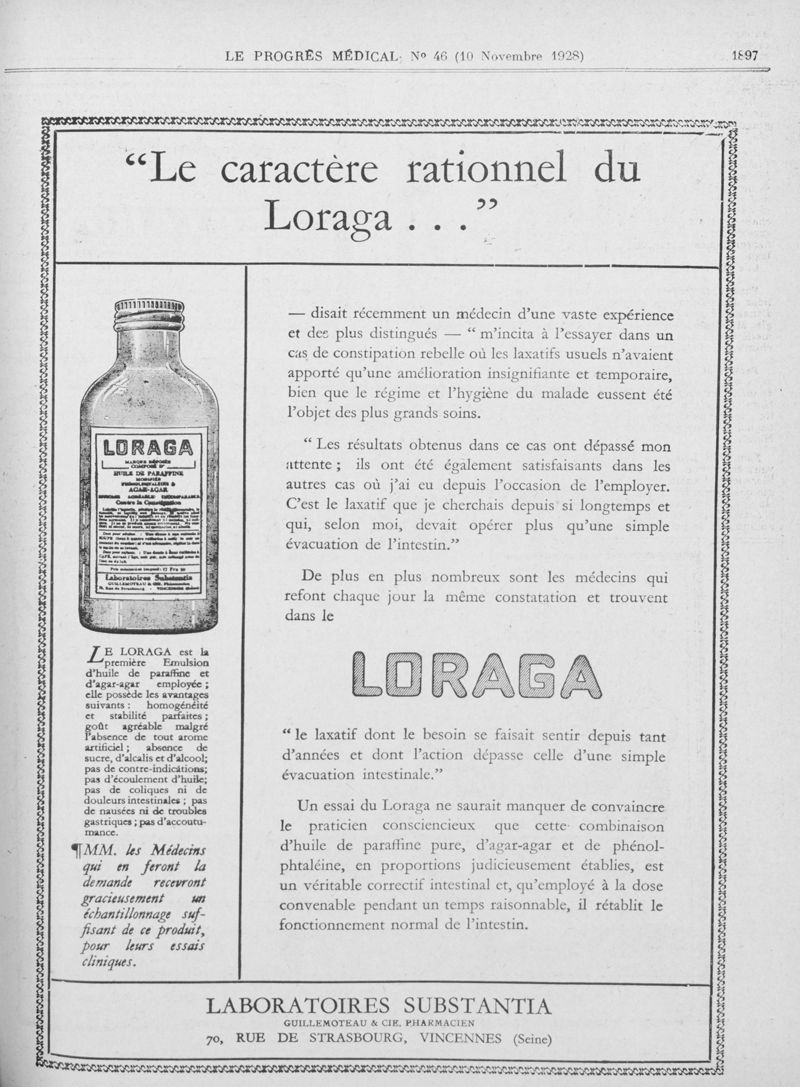 LE PROGRÈS MÉDICAL. N° 46 (10 Novembre 1928)
1897
“Le caractère rationnel du
Loraga . . .”
— disait récemment un médecin d’une vaste expérience
et des plus distingués — “ m’incita à l’essayer dans un
cas de constipation rebelle où les laxatifs usuels n’avaient
apporté qu’une amélioration insignifiante et temporaire,
bien que le régime et l’hygiène du malade eussent été
l’objet des plus grands soins.
“ Les résultats obtenus dans ce cas ont dépassé mon
attente ; ils ont été également satisfaisants dans les
autres cas où j’ai eu depuis l’occasion de l’employer.
C’est le laxatif que je cherchais depuis si longtemps et
qui, selon moi, devait opérer plus qu’une simple
évacuation de l’intestin.”
De plus en plus nombreux sont les médecins qui
refont chaque jour la même constatation et trouvent
dans le
LORAGA
“ le laxatif dont le besoin se faisait sentir depuis tant
d’années et dont l’action dépasse celle d’une simple
évacuation intestinale.”
Un essai du Loraga ne saurait manquer de convaincre
le praticien consciencieux que cette combinaison
d’huile de paraffine pure, d’agar-agar et de phénol-
phtaléine, en proportions judicieusement établies, est
un véritable correctif intestinal et, qu’employé à la dose
convenable pendant un temps raisonnable, il rétablit le
fonctionnement normal de l’intestin.
LORAGA
MARQUE DÉPOSÉE
HUILE DE PARAFFINE
AGAR-AGAR
Contre la Constipation
Laboratoires Substantia
LE LORAGA est la
première Emulsion
d’huile de paraffine et
d’agar-agar employée ;
elle possède les avantages
suivants : homogénéité
et stabilité parfaites ;
goût agréable malgré
l’absence de tout arome
artificiel ; absence de
sucre, d’alcalis et d’alcool;
pas de contre-indications;
pas d’écoulement d’huile;
pas de coliques ni de
douleurs intestinales ; pas
de nausées ni de troubles
gastriques ; pas d’accoutu-
mance.
¶MM. les Médecins
qui en feront la
demande recevront
gracieusement un
échantillonnage suf-
fisant de ce produit,
pour leurs essais
cliniques.
LABORATOIRES SUBSTANTIA
GUILLEMOTEAU & CIE. PHARMACIEN
70, RUE DE STRASBOURG, VINCENNES (Seine)